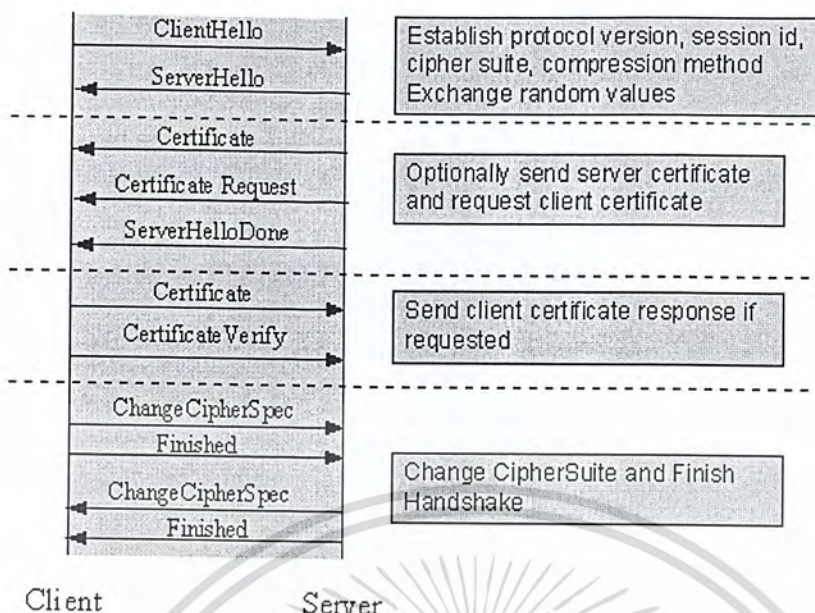 ClientHello
ServerHello
Establish protocol version, session id,
cipher suite, compression method
Exchange random values
Certificate
Certificate Request
ServerHelloDone
Optionally send server certificate
and request client certificate
Certificate
CertificateVerify
Send client certificate response if
requested
ChangeCipherSpec
Finished
ChangeCipherSpec
Finished
Change CipherSuite and Finish
Handshake
Client
Server